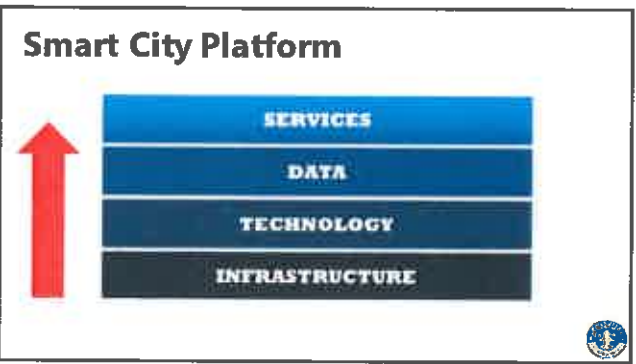 Smart City Platform
SERVICES
DATA
TECHNOLOGY
INFRASTRUCTURE